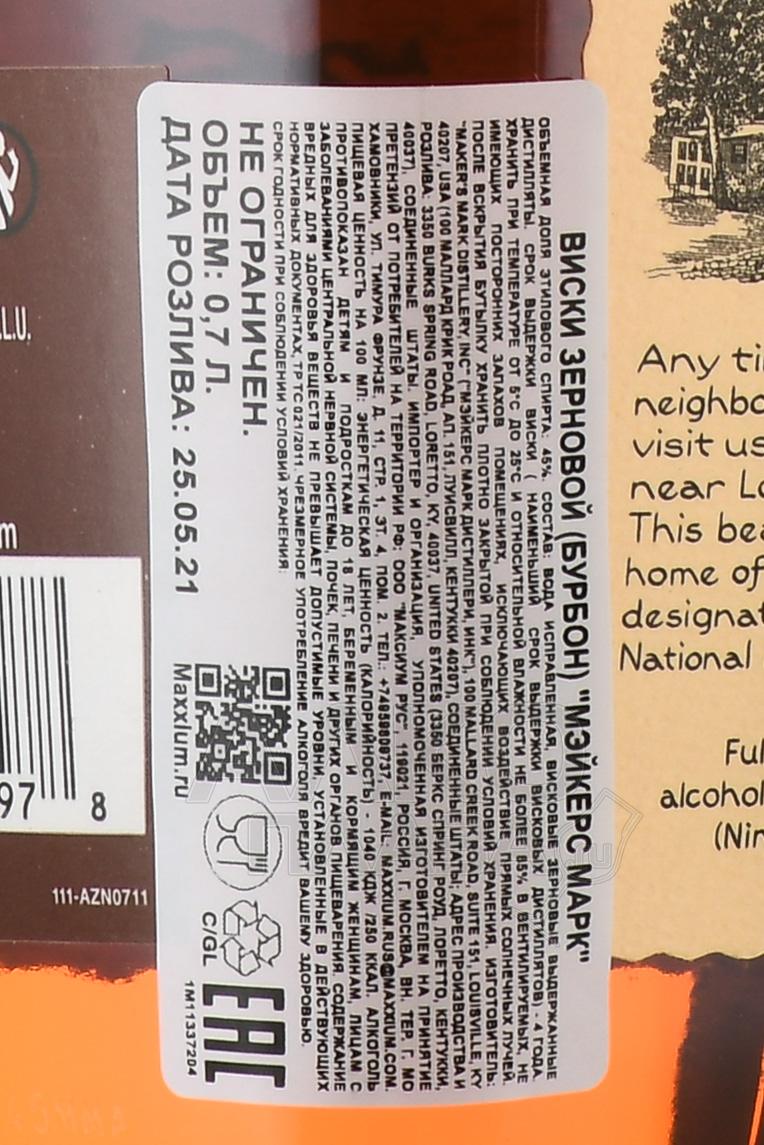 ВИСКИ ЗЕРНОВОЙ (БУРБОН) "МЭЙКЕРС МАРК"
ОБЪЕМНАЯ ДОЛЯ ЭТИЛОВОГО СПИРТА: 45%. СОСТАВ: ВОДА ИСПРАВЛЕННАЯ, ВИСКОВЫЕ ЗЕРНОВЫЕ ВЫДЕРЖАННЫЕ
ДИСТИЛЛЯТЫ. СРОК ВЫДЕРЖКИ ВИСКИ ( НАИМЕНЬШИЙ СРОК ВЫДЕРЖКИ ВИСКОВЫХ ДИСТИЛЛЯТОВ) - 4 ГОДА.
ХРАНИТЬ ПРИ ТЕМПЕРАТУРЕ ОТ 5°C ДО 25°C И ОТНОСИТЕЛЬНОЙ ВЛАЖНОСТИ НЕ БОЛЕЕ 85% В ВЕНТИЛИРУЕМЫХ, НЕ
ИМЕЮЩИХ ПОСТОРОННИХ ЗАПАХОВ ПОМЕЩЕНИЯХ, ИСКЛЮЧАЮЩИХ ВОЗДЕЙСТВИЕ ПРЯМЫХ СОЛНЕЧНЫХ ЛУЧЕЙ.
ПОСЛЕ ВСКРЫТИЯ БУТЫЛКУ ХРАНИТЬ ПЛОТНО ЗАКРЫТОЙ ПРИ СОБЛЮДЕНИИ УСЛОВИЙ ХРАНЕНИЯ. ИЗГОТОВИТЕЛЬ:
"MAKER'S MARK DISTILLERY, INC" ("МЭЙКЕРС МАРК ДИСТИЛЛЕРИ, ИНК"), 100 MALLARD CREEK ROAD, SUITE 151, LOUISVILLE, KY
40207, USA (100 МАЛЛАРД КРИК РОАД, АП. 151, ЛУИСВИЛЛ, КЕНТУККИ 40207), СОЕДИНЕННЫЕ ШТАТЫ; АДРЕС ПРОИЗВОДСТВА И
РОЗЛИВА: 3350 BURKS SPRING ROAD, LORETTO, KY, 40037, UNITED STATES (3350 БЕРКС СПРИНГ РОУД, ЛОРЕТТО, КЕНТУККИ,
40037), СОЕДИНЕННЫЕ ШТАТЫ. ИМПОРТЕР И ОРГАНИЗАЦИЯ, УПОЛНОМОЧЕННАЯ ИЗГОТОВИТЕЛЕМ НА ПРИНЯТИЕ
ПРЕТЕНЗИЙ ОТ ПОТРЕБИТЕЛЕЙ НА ТЕРРИТОРИИ РФ: ООО "МАКСИУМ РУС", 119021, РОССИЯ, Г. МОСКВА, ВН. ТЕР. Г. МО
ХАМОВНИКИ, УЛ. ТИМУРА ФРУНЗЕ, Д. 11, СТР. 1, ЭТ. 4, ПОМ. 2. ТЕЛ.: +74959809737, E-MAIL: MAXXIUM.RUS@MAXXIUM.COM.
ПИЩЕВАЯ ЦЕННОСТЬ НА 100 МЛ: ЭНЕРГЕТИЧЕСКАЯ ЦЕННОСТЬ (КАЛОРИЙНОСТЬ) - 1040 КДЖ /250 ККАЛ. АЛКОГОЛЬ
ПРОТИВОПОКАЗАН ДЕТЯМ И ПОДРОСТКАМ ДО 18 ЛЕТ, БЕРЕМЕННЫМ И КОРМЯЩИМ ЖЕНЩИНАМ, ЛИЦАМ С
ЗАБОЛЕВАНИЯМИ ЦЕНТРАЛЬНОЙ НЕРВНОЙ СИСТЕМЫ, ПОЧЕК, ПЕЧЕНИ И ДРУГИХ ОРГАНОВ ПИЩЕВАРЕНИЯ. СОДЕРЖАНИЕ
ВРЕДНЫХ ДЛЯ ЗДОРОВЬЯ ВЕЩЕСТВ НЕ ПРЕВЫШАЕТ ДОПУСТИМЫЕ УРОВНИ, УСТАНОВЛЕННЫЕ В ДЕЙСТВУЮЩИХ
НОРМАТИВНЫХ ДОКУМЕНТАХ, ТР ТС 021/2011. ЧРЕЗМЕРНОЕ УПОТРЕБЛЕНИЕ АЛКОГОЛЯ ВРЕДИТ ВАШЕМУ ЗДОРОВЬЮ.
СРОК ГОДНОСТИ ПРИ СОБЛЮДЕНИИ УСЛОВИЙ ХРАНЕНИЯ:
НЕ ОГРАНИЧЕН.
ОБЪЕМ: 0,7 Л.
ДАТА РОЗЛИВА: 25.05.21
Maxxium.ru
C/GL
EAC
1M11337204
L.U.
m
97 8
111-AZN0711
Any ti
neighbo
visit us
near Lo
This bea
home of
designat
National
Ful
alcohol
(Nin